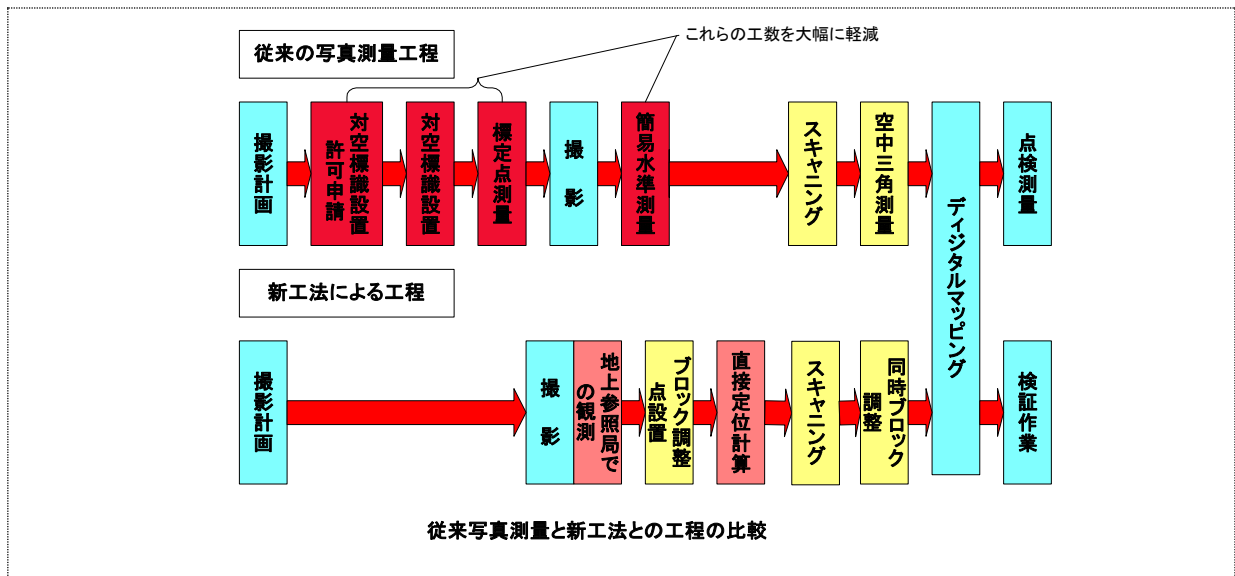 これらの工数を大幅に軽減
従来の写真測量工程
撮影計画
対空標識設置
許可申請
対空標識設置
標定点測量
撮影
簡易水準測量
スキャニング
空中三角測量
ディジタルマッピング
点検測量
新工法による工程
撮影計画
撮影
地上参照局で
の観測
ブロック調整
点設置
直接定位計算
スキャニング
同時ブロック
調整
検証作業
従来写真測量と新工法との工程の比較